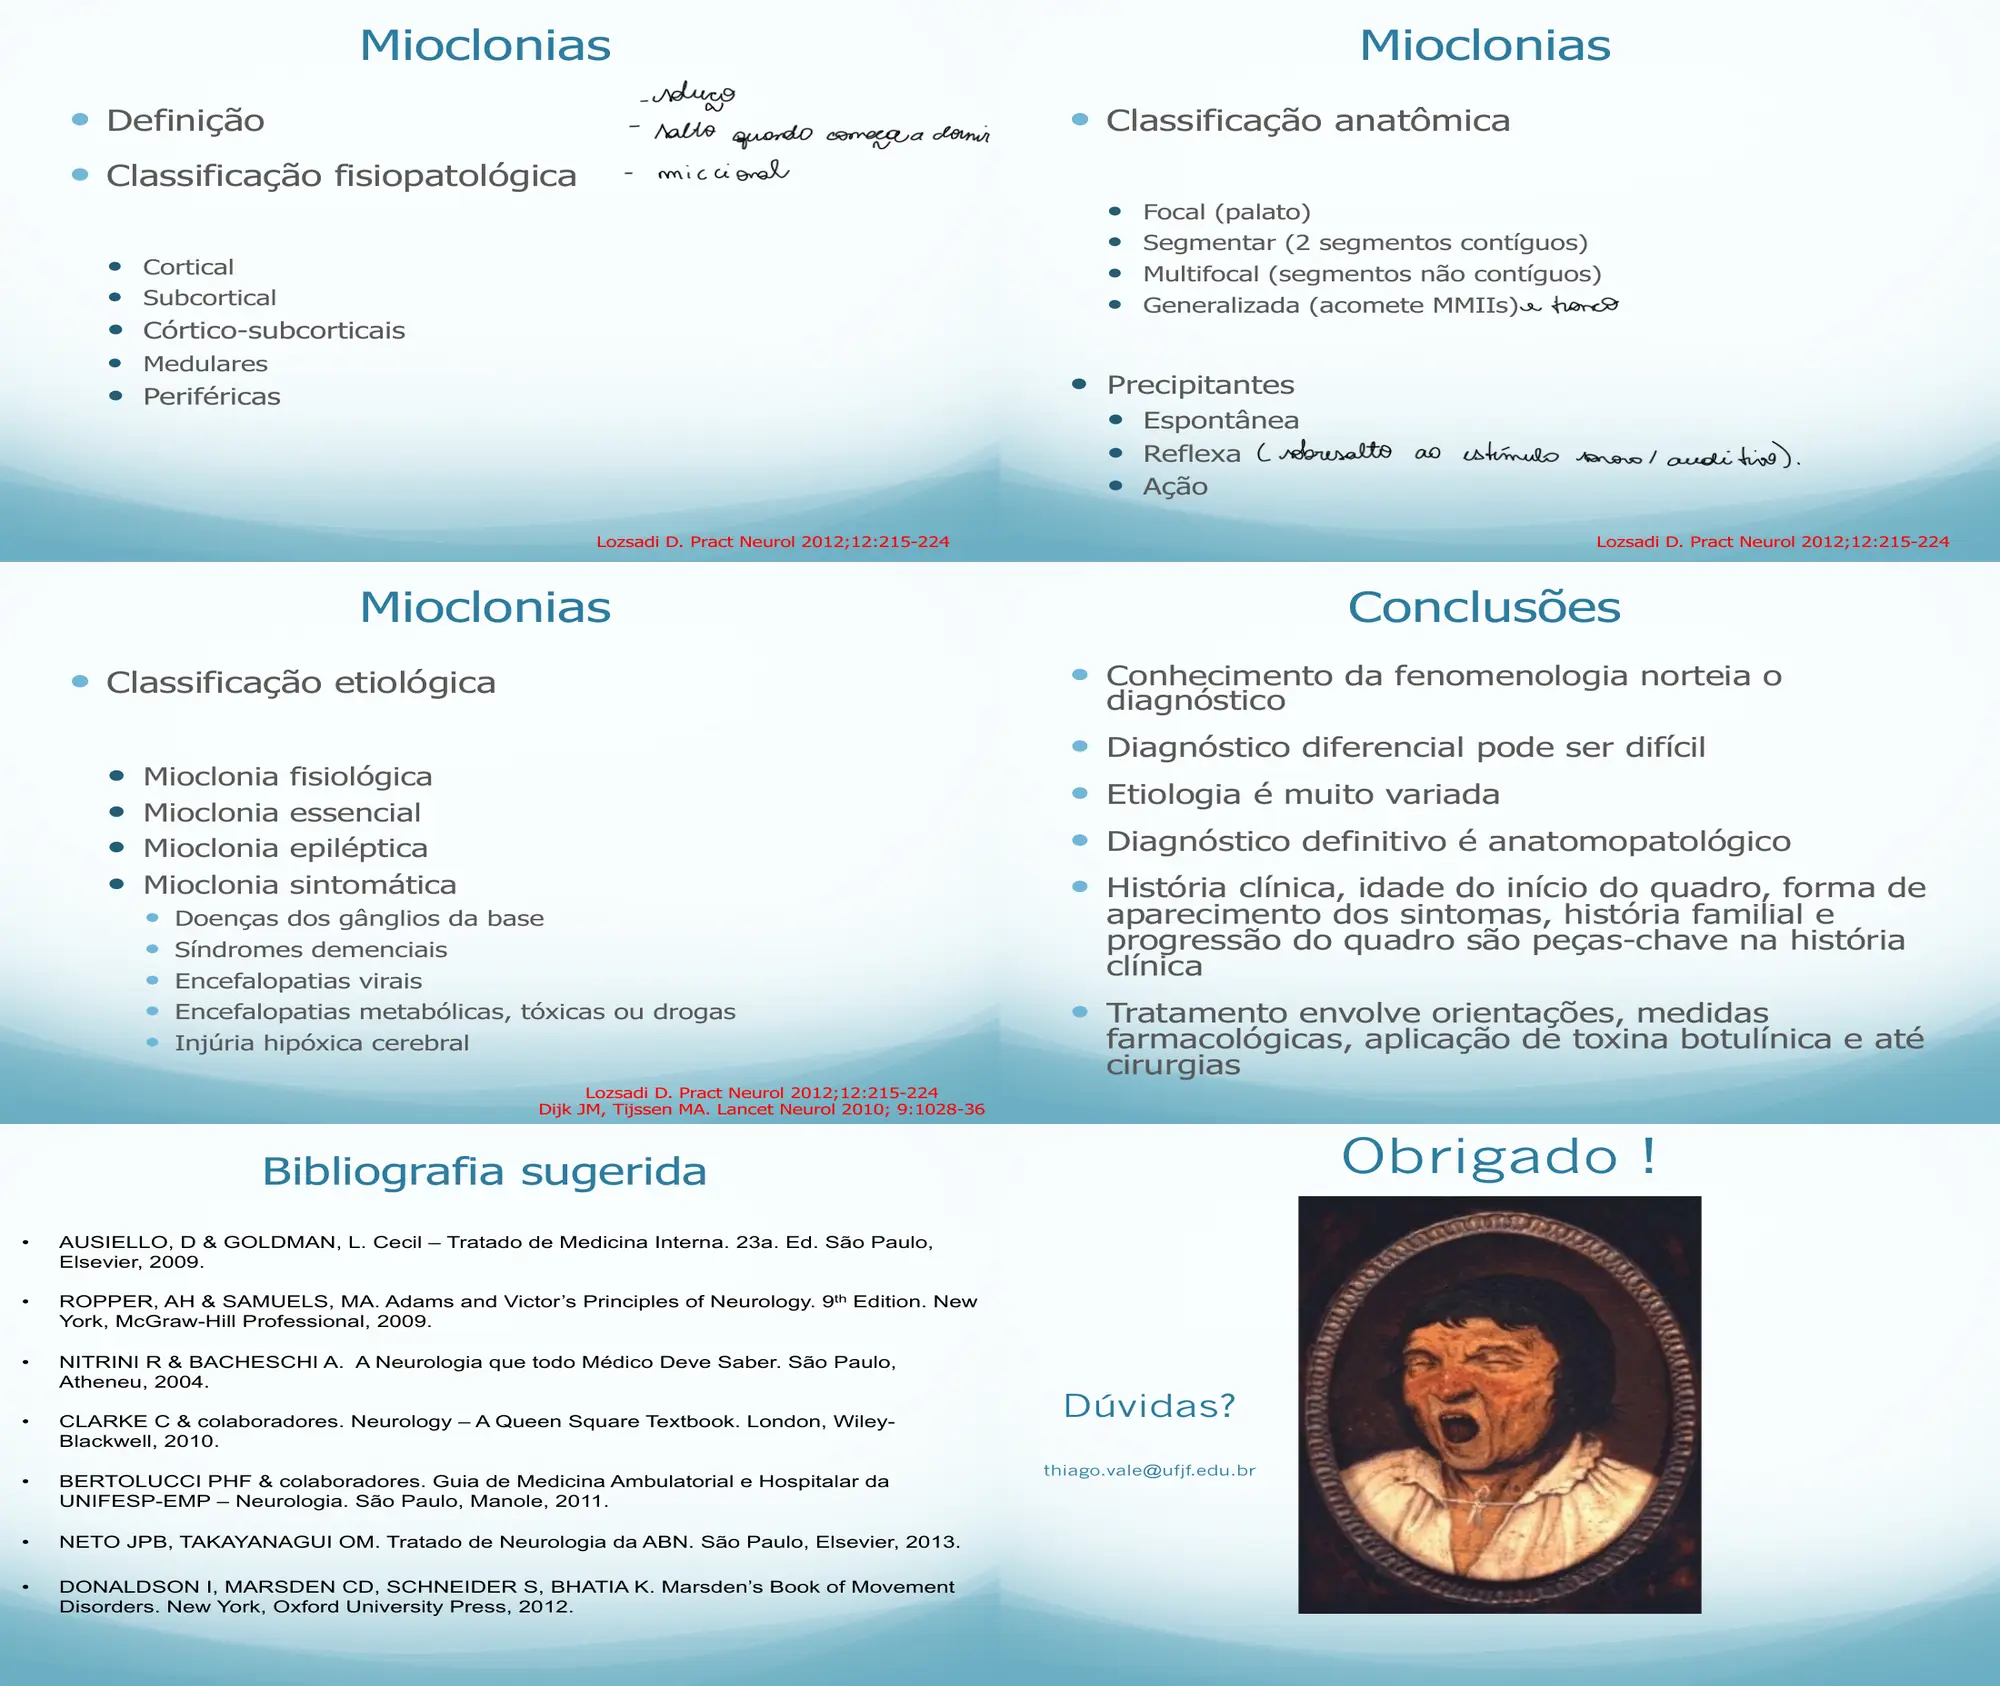 Mioclonias
Definição
Classificação fisiopatológica
- soluço
- salto quando começa a dormir
- miccional
Cortical
Subcortical
Córtico-subcorticais
Medulares
Periféricas
Lozsadi D. Pract Neurol 2012;12:215-224
Mioclonias
Classificação anatômica
Focal (palato)
Segmentar (2 segmentos contíguos)
Multifocal (segmentos não contíguos)
Generalizada (acomete MMIIs) e tronco
Precipitantes
Espontânea
Reflexa (sobresalto ao estímulo sonoro / auditivo).
Ação
Lozsadi D. Pract Neurol 2012;12:215-224
Mioclonias
Classificação etiológica
Mioclonia fisiológica
Mioclonia essencial
Mioclonia epiléptica
Mioclonia sintomática
Doenças dos gânglios da base
Síndromes demenciais
Encefalopatias virais
Encefalopatias metabólicas, tóxicas ou drogas
Injúria hipóxica cerebral
Lozsadi D. Pract Neurol 2012;12:215-224
Dijk JM, Tijssen MA. Lancet Neurol 2010; 9:1028-36
Conclusões
Conhecimento da fenomenologia norteia o
diagnóstico
Diagnóstico diferencial pode ser difícil
Etiologia é muito variada
Diagnóstico definitivo é anatomopatológico
História clínica, idade do início do quadro, forma de
aparecimento dos sintomas, história familial e
progressão do quadro são peças-chave na história
clínica
Tratamento envolve orientações, medidas
farmacológicas, aplicação de toxina botulínica e até
cirurgias
Bibliografia sugerida
• AUSIELLO, D & GOLDMAN, L. Cecil – Tratado de Medicina Interna. 23a. Ed. São Paulo,
Elsevier, 2009.
• ROPPER, AH & SAMUELS, MA. Adams and Victor’s Principles of Neurology. 9th Edition. New
York, McGraw-Hill Professional, 2009.
• NITRINI R & BACHESCHI A. A Neurologia que todo Médico Deve Saber. São Paulo,
Atheneu, 2004.
• CLARKE C & colaboradores. Neurology – A Queen Square Textbook. London, Wiley-
Blackwell, 2010.
• BERTOLUCCI PHF & colaboradores. Guia de Medicina Ambulatorial e Hospitalar da
UNIFESP-EMP – Neurologia. São Paulo, Manole, 2011.
• NETO JPB, TAKAYANAGUI OM. Tratado de Neurologia da ABN. São Paulo, Elsevier, 2013.
• DONALDSON I, MARSDEN CD, SCHNEIDER S, BHATIA K. Marsden’s Book of Movement
Disorders. New York, Oxford University Press, 2012.
Obrigado !
Dúvidas?
thiago.vale@ufjf.edu.br